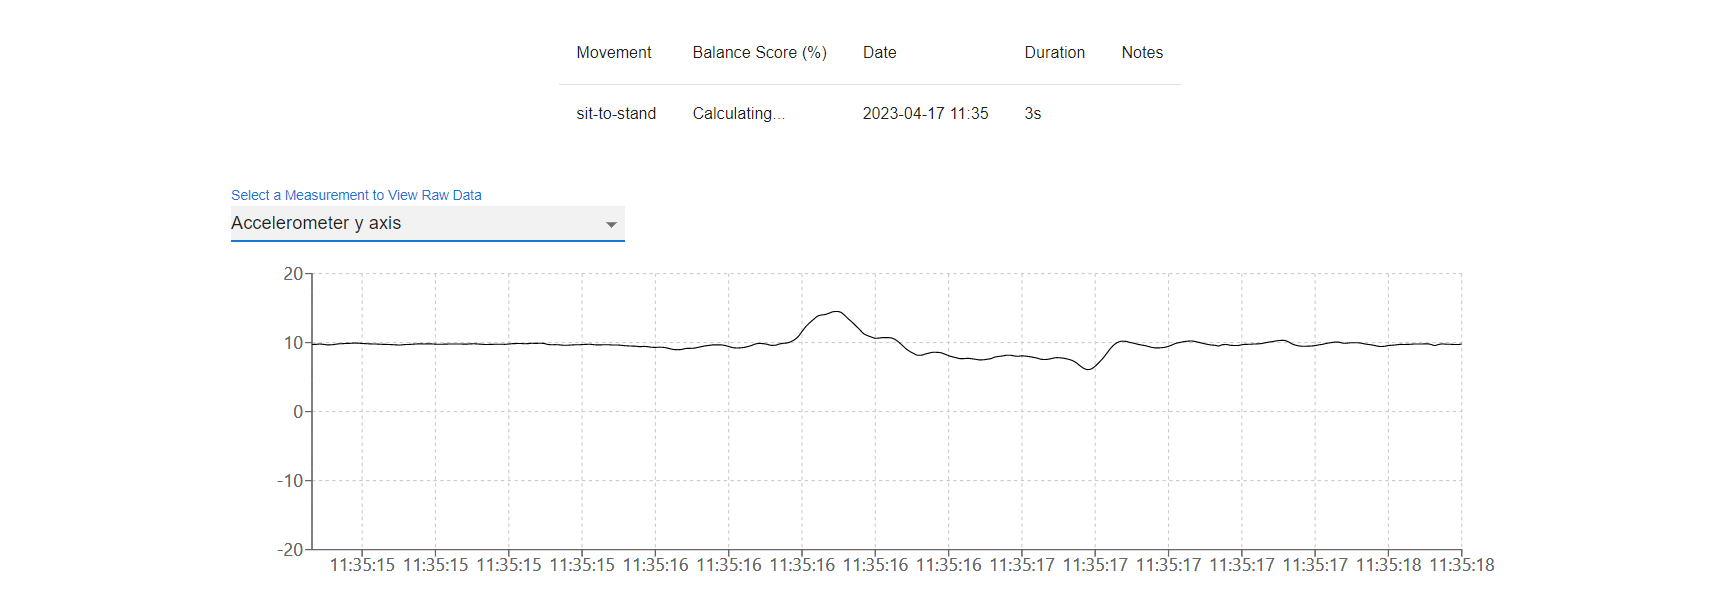 Movement Balance Score (%) Date Duration Notes
sit-to-stand Calculating... 2023-04-17 11:35 3s
Select a Measurement to View Raw Data
Accelerometer y axis
20
10
0
-10
-20
11:35:15 11:35:15 11:35:15 11:35:15 11:35:16 11:35:16 11:35:16 11:35:16 11:35:16 11:35:17 11:35:17 11:35:17 11:35:17 11:35:17 11:35:18 11:35:18